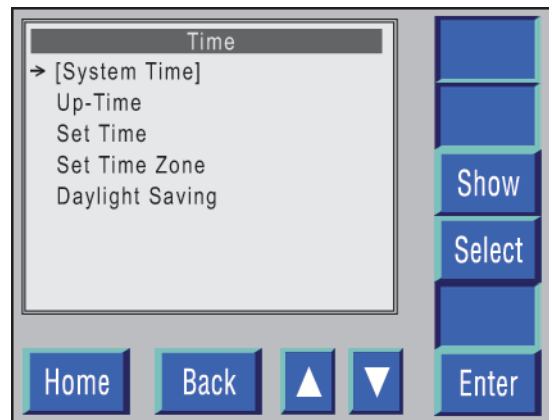 Time
→ [System Time]
Up-Time
Set Time
Set Time Zone
Daylight Saving
Show
Select
Home
Back
Enter